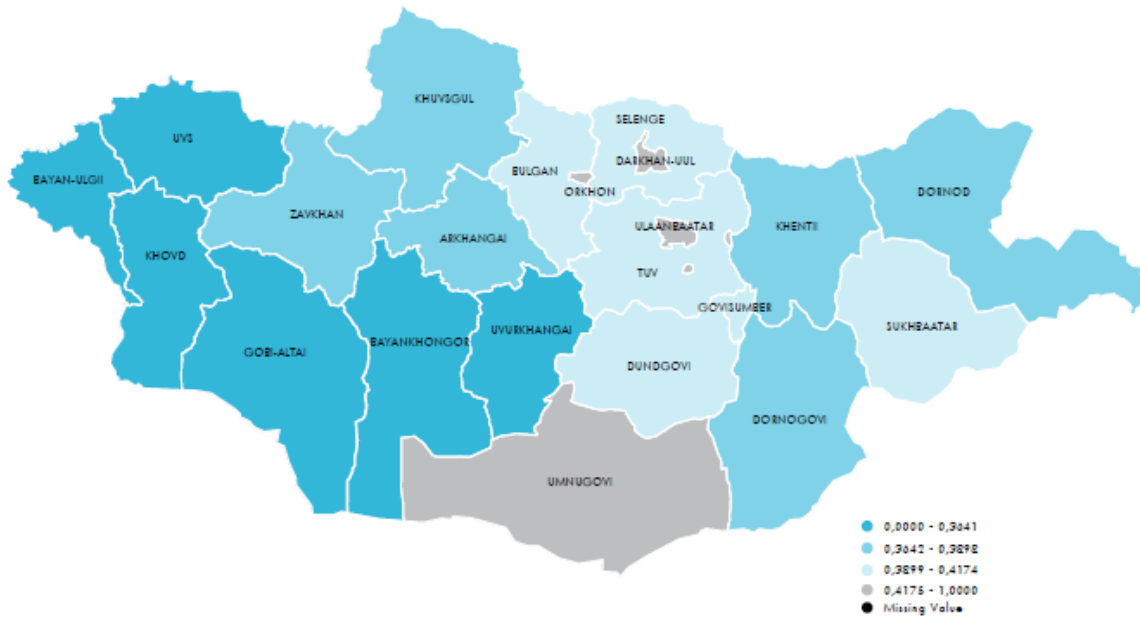 KHUVSGUL
SELENGE
UVS
DARKHAN-UUL
BULGAN
BAYAN-ULGII
ORKHON
DORNOD
ZAVKHAN
ULAANBAATAR
KHENTII
ARKHANGAI
KHOVD
TUV
GOVISUMBER
SUKHBAATAR
UVURKHANGAI
BAYANKHONGOR
GOBI-ALTAI
DUNDGOVI
DORNOGOVI
UMNUGOVI
0,0000 - 0,3641
0,3642 - 0,3898
0,3899 - 0,4174
0,4175 - 1,0000
Missing Value